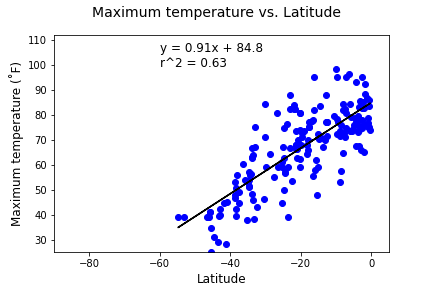 Maximum temperature vs. Latitude
y = 0.91x + 84.8
r^2 = 0.63
Maximum temperature (˚F)
110
100
90
80
70
60
50
40
30
−80
−60
−40
−20
0
Latitude